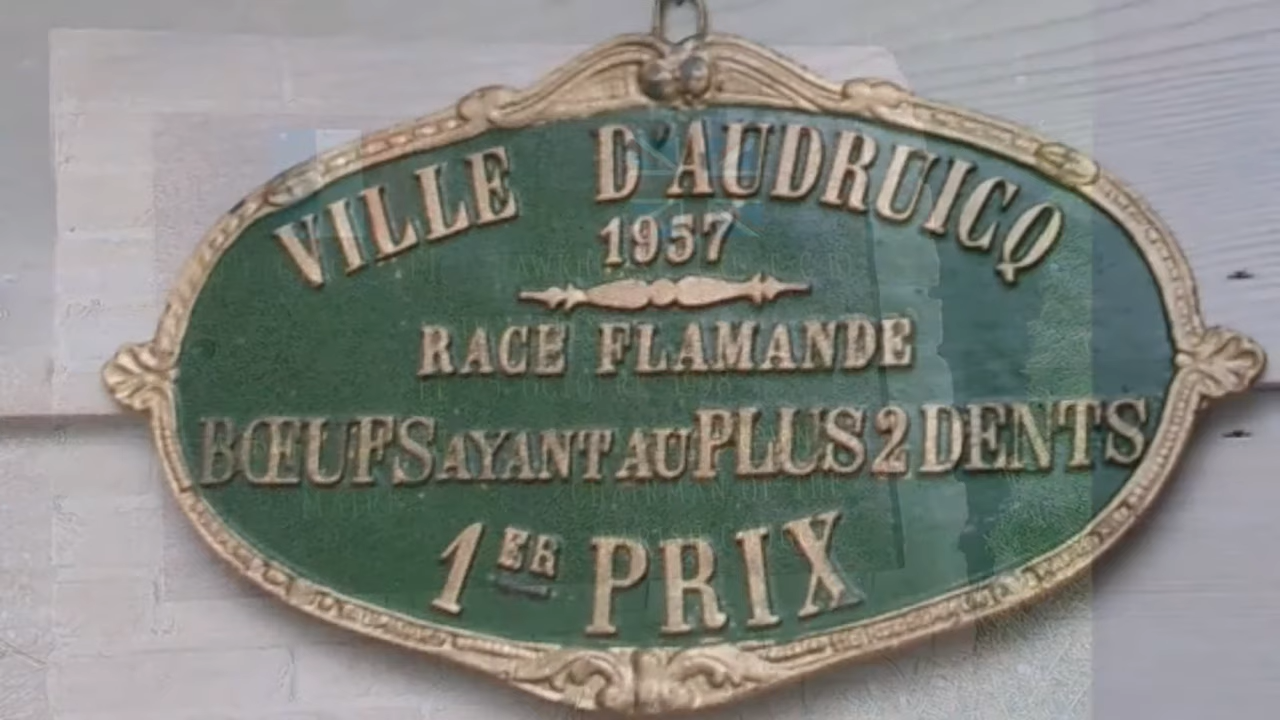 VILLE D'AUDRUICQ
1957
RACE FLAMANDE
BŒUFS AYANT AU PLUS 2 DENTS
1ER PRIX